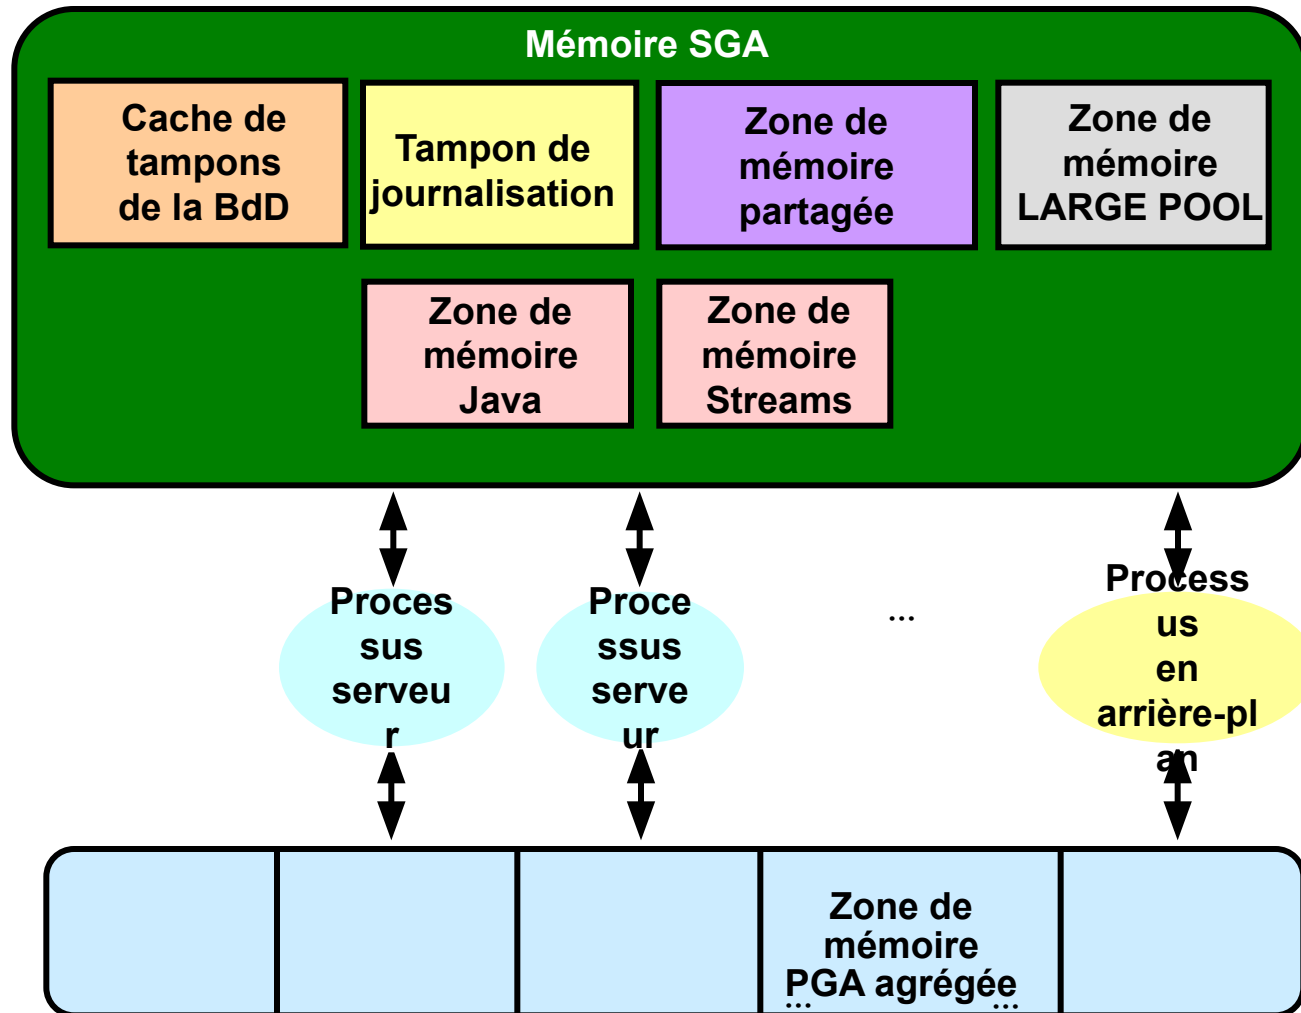 Mémoire SGA
Cache de
tampons
de la BdD
Tampon de
journalisation
Zone de
mémoire
partagée
Zone de
mémoire
LARGE POOL
Zone de
mémoire
Java
Zone de
mémoire
Streams
Proces
sus
serveu
r
Proce
ssus
serve
ur
...
Process
us
en
arrière-pl
an
Zone de
mémoire
PGA agrégée
... ...